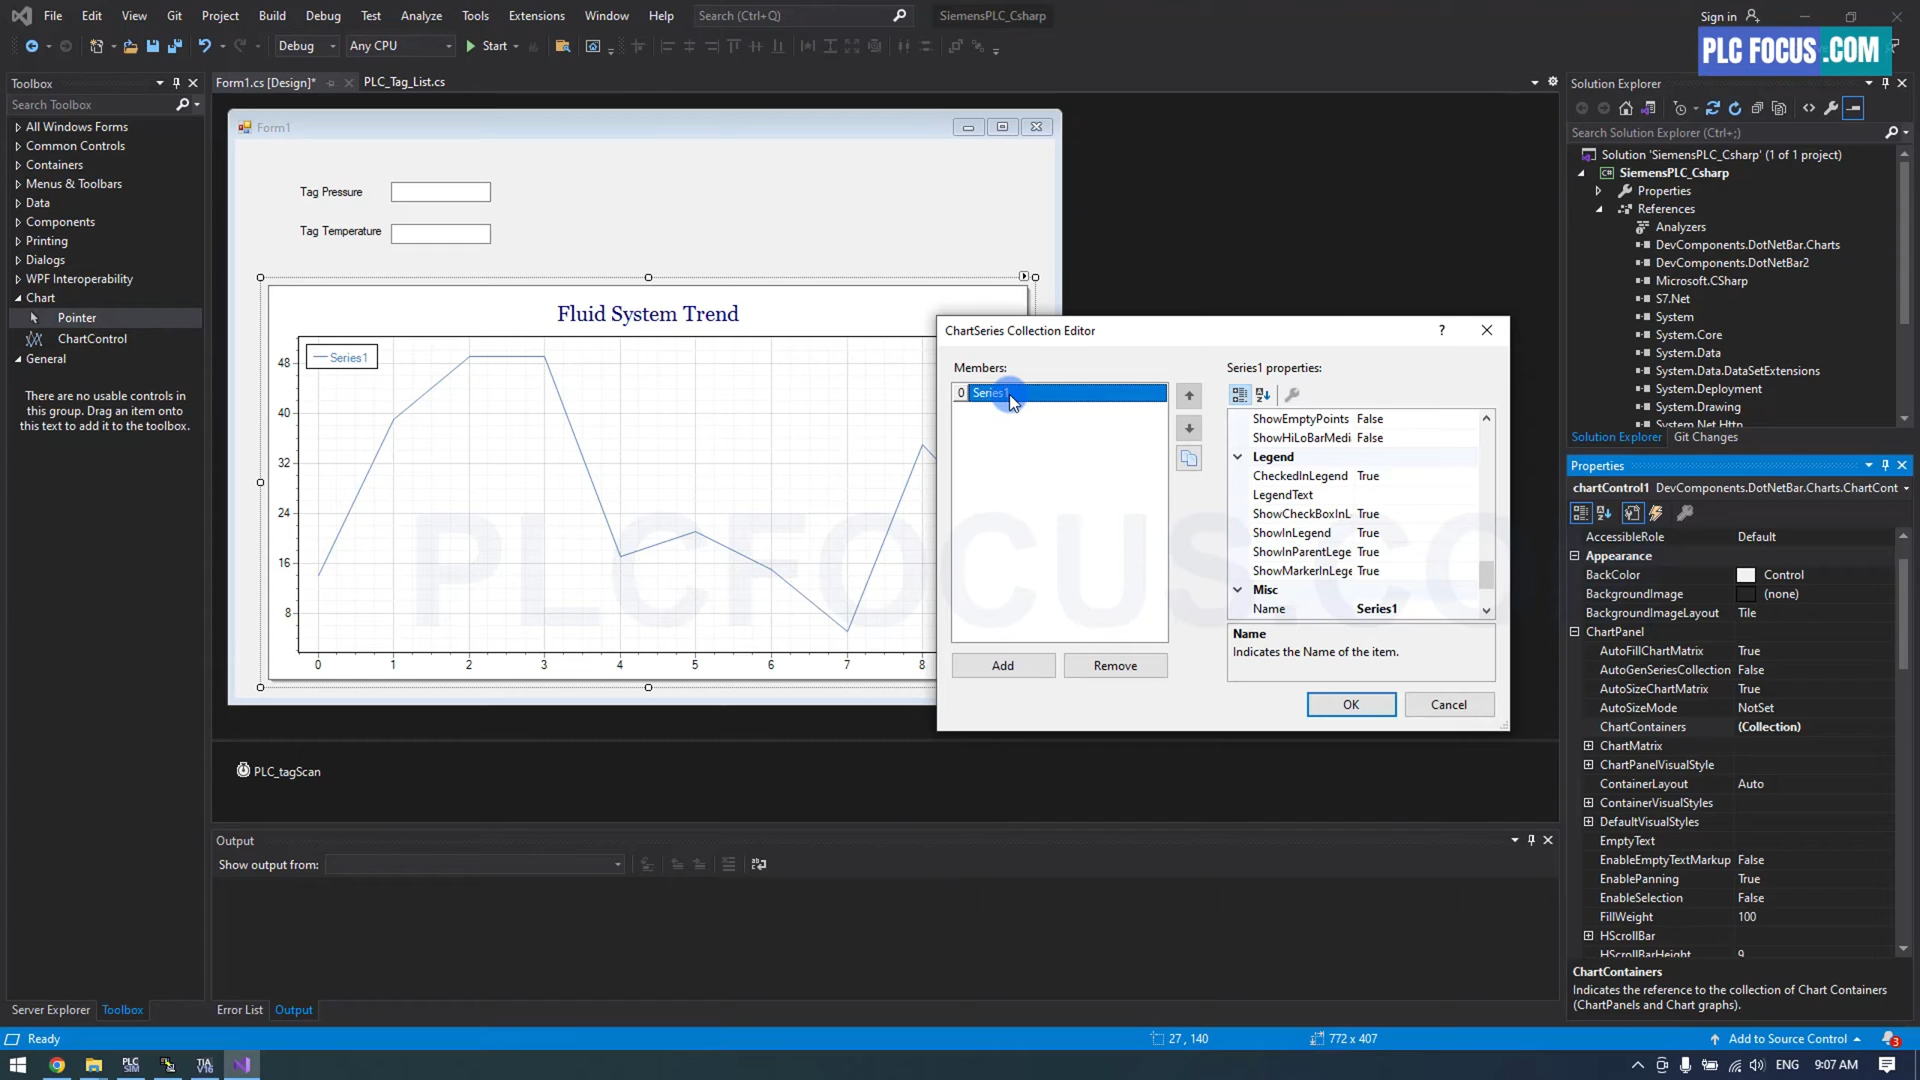 File Edit View Git Project Build Debug Test Analyze Tools Extensions Window Help Search (Ctrl+Q) SiemensPLC_Csharp Sign in
Debug Any CPU Start
PLC FOCUS .COM
Toolbox
Search Toolbox
All Windows Forms
Common Controls
Containers
Menus & Toolbars
Data
Components
Printing
Dialogs
WPF Interoperability
Chart
Pointer
ChartControl
General
There are no usable controls in
this group. Drag an item onto
this text to add it to the toolbox.
Server Explorer Toolbox
Form1.cs [Design]* PLC_Tag_List.cs
Form1
Tag Pressure
Tag Temperature
Fluid System Trend
Series1
48
40
32
24
16
8
0 1 2 3 4 5 6 7 8
PLCFOCUS.CO
PLC_tagScan
Output
Show output from:
Error List Output
ChartSeries Collection Editor ?
Members:
0 Series1
Add Remove
Series1 properties:
ShowEmptyPoints False
ShowHiLoBarMedi False
Legend
CheckedInLegend True
LegendText
ShowCheckBoxInL True
ShowInLegend True
ShowInParentLege True
ShowMarkerInLege True
Misc
Name Series1
Name
Indicates the Name of the item.
OK Cancel
Solution Explorer
Search Solution Explorer (Ctrl+;)
Solution 'SiemensPLC_Csharp' (1 of 1 project)
SiemensPLC_Csharp
Properties
References
Analyzers
DevComponents.DotNetBar.Charts
DevComponents.DotNetBar2
Microsoft.CSharp
S7.Net
System
System.Core
System.Data
System.Data.DataSetExtensions
System.Deployment
System.Drawing
System.Net.Http
Solution Explorer Git Changes
Properties
chartControl1 DevComponents.DotNetBar.Charts.ChartCont
AccessibleRole Default
Appearance
BackColor Control
BackgroundImage (none)
BackgroundImageLayout Tile
ChartPanel
AutoFillChartMatrix True
AutoGenSeriesCollection False
AutoSizeChartMatrix True
AutoSizeMode NotSet
ChartContainers (Collection)
ChartMatrix
ChartPanelVisualStyle
ContainerLayout Auto
ContainerVisualStyles
DefaultVisualStyles
EmptyText
EnableEmptyTextMarkup False
EnablePanning True
EnableSelection False
FillWeight 100
HScrollBar
HScrollBarHeight 9
ChartContainers
Indicates the reference to the collection of Chart Containers
(ChartPanels and Chart graphs).
Ready 27 , 140 772 x 407 Add to Source Control 3
PLC SIM TIA V16 ENG 9:07 AM